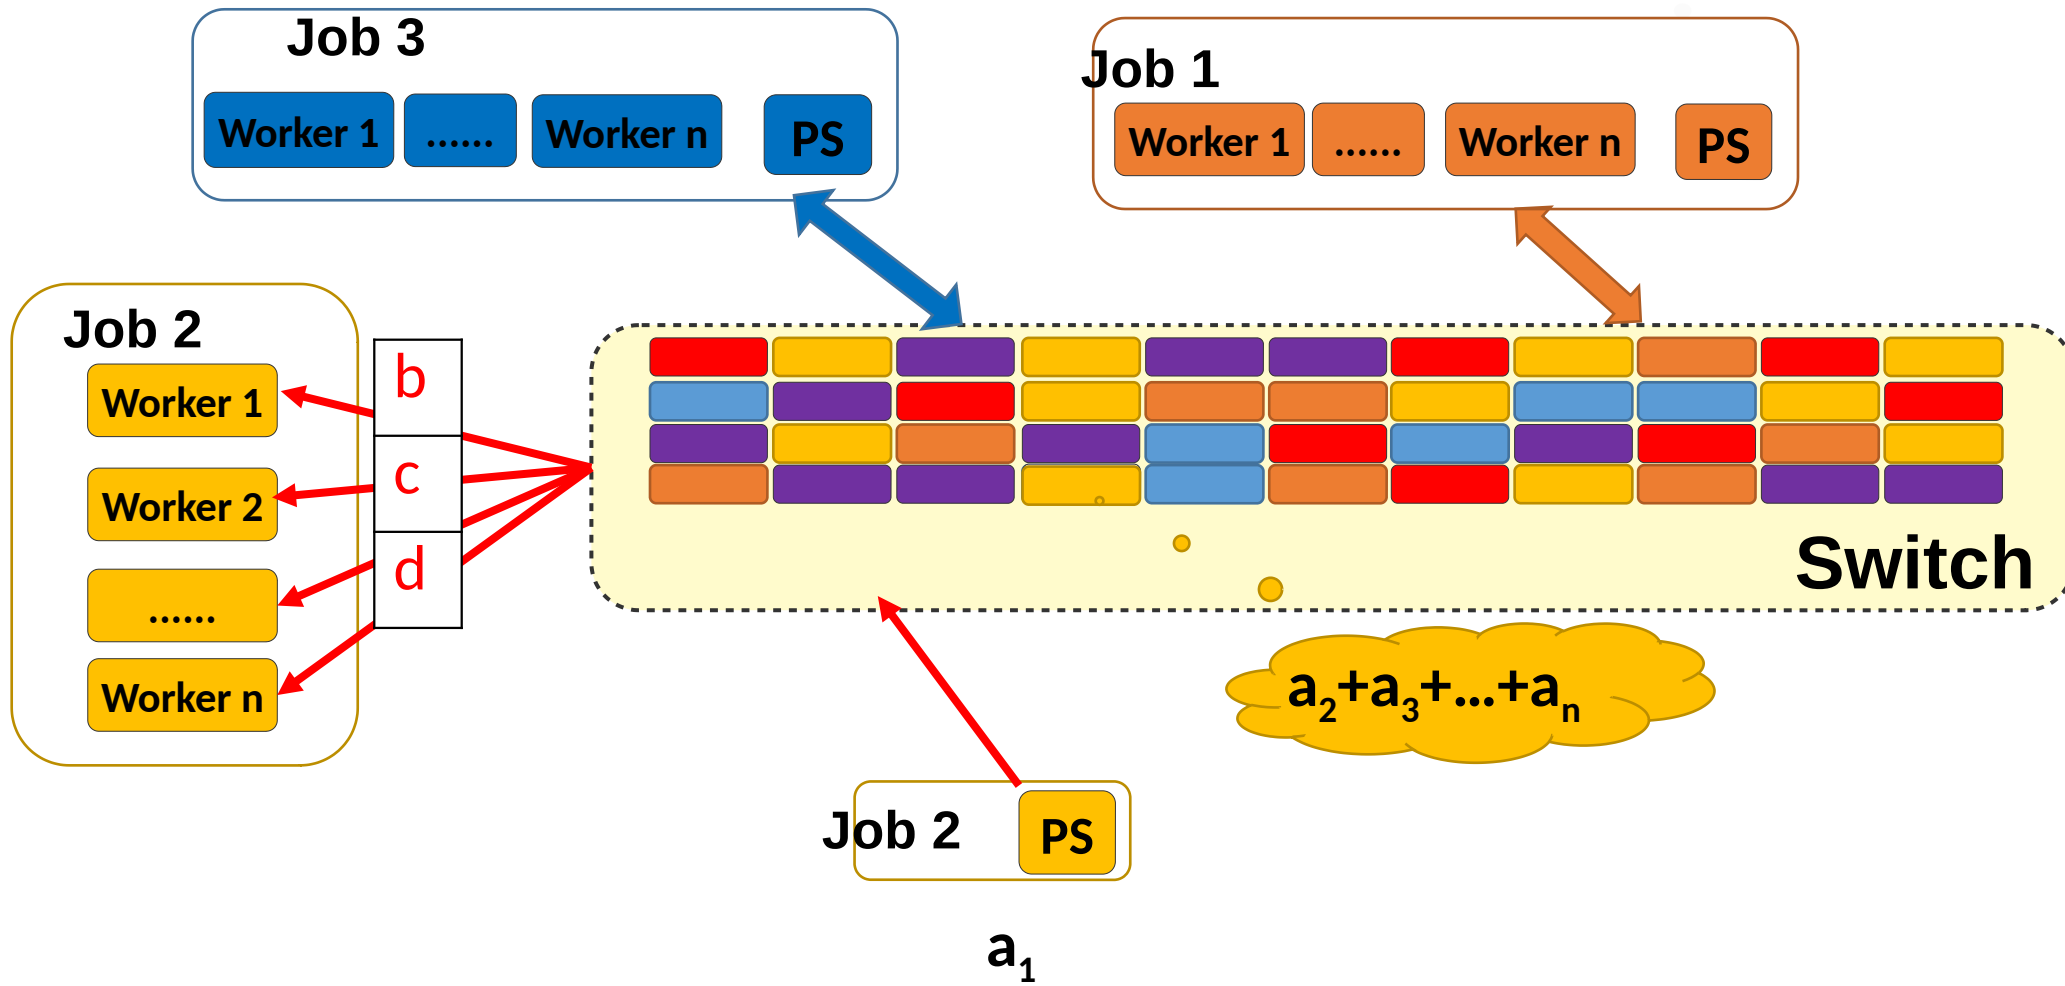 Job 3
Worker 1 ...... Worker n PS
Job 1
Worker 1 ...... Worker n PS
Job 2
Worker 1
Worker 2
......
Worker n
b
c
d
Switch
a₂+a₃+...+aₙ
Job 2 PS
a₁